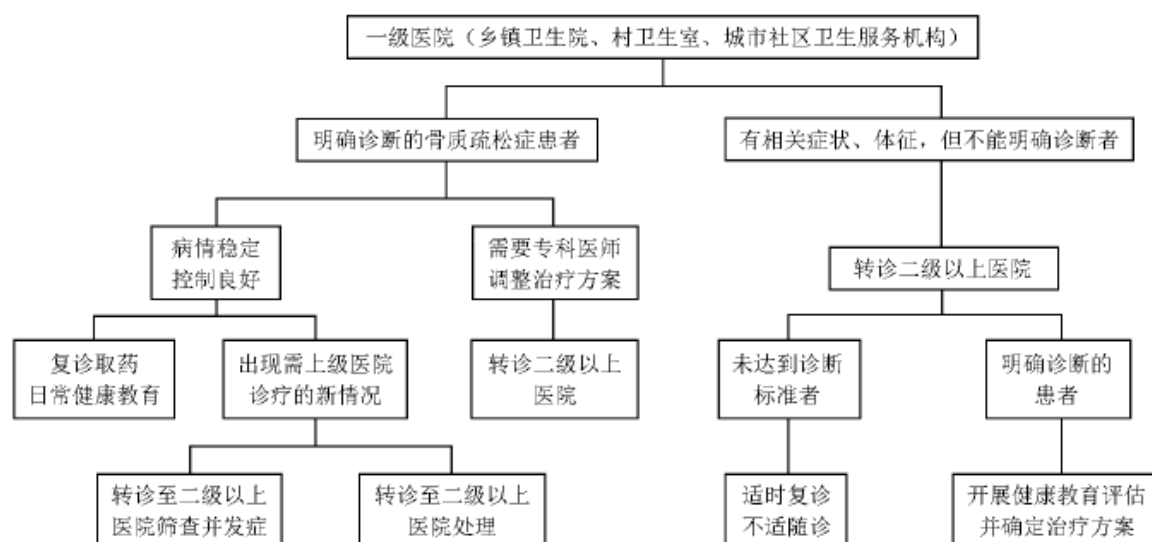 一级医院（乡镇卫生院、村卫生室、城市社区卫生服务机构）
明确诊断的骨质疏松症患者
有相关症状、体征，但不能明确诊断者
病情稳定
控制良好
需要专科医师
调整治疗方案
转诊二级以上医院
复诊取药
日常健康教育
出现需上级医院
诊疗的新情况
转诊二级以上
医院
未达到诊断
标准者
明确诊断的
患者
转诊至二级以上
医院筛查并发症
转诊至二级以上
医院处理
适时复诊
不适随诊
开展健康教育评估
并确定治疗方案